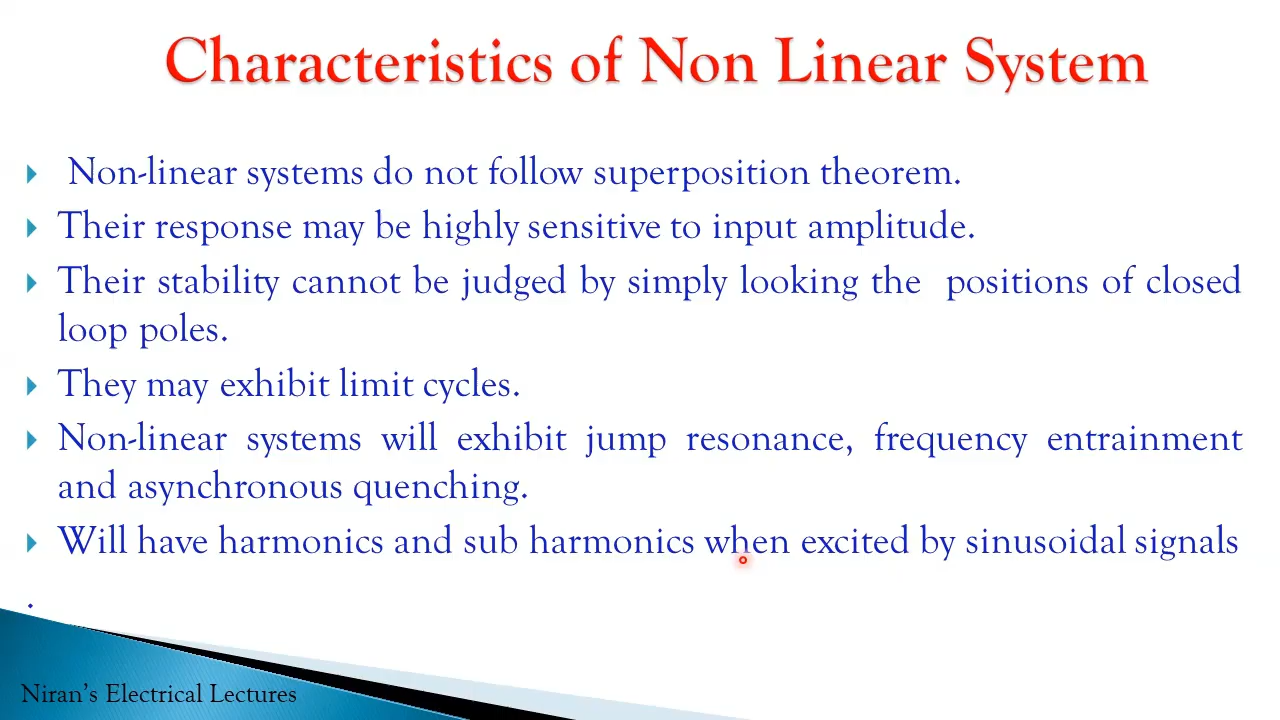 Characteristics of Non Linear System
Non-linear systems do not follow superposition theorem.
Their response may be highly sensitive to input amplitude.
Their stability cannot be judged by simply looking the positions of closed
loop poles.
They may exhibit limit cycles.
Non-linear systems will exhibit jump resonance, frequency entrainment
and asynchronous quenching.
Will have harmonics and sub harmonics when excited by sinusoidal signals
.
Niran's Electrical Lectures